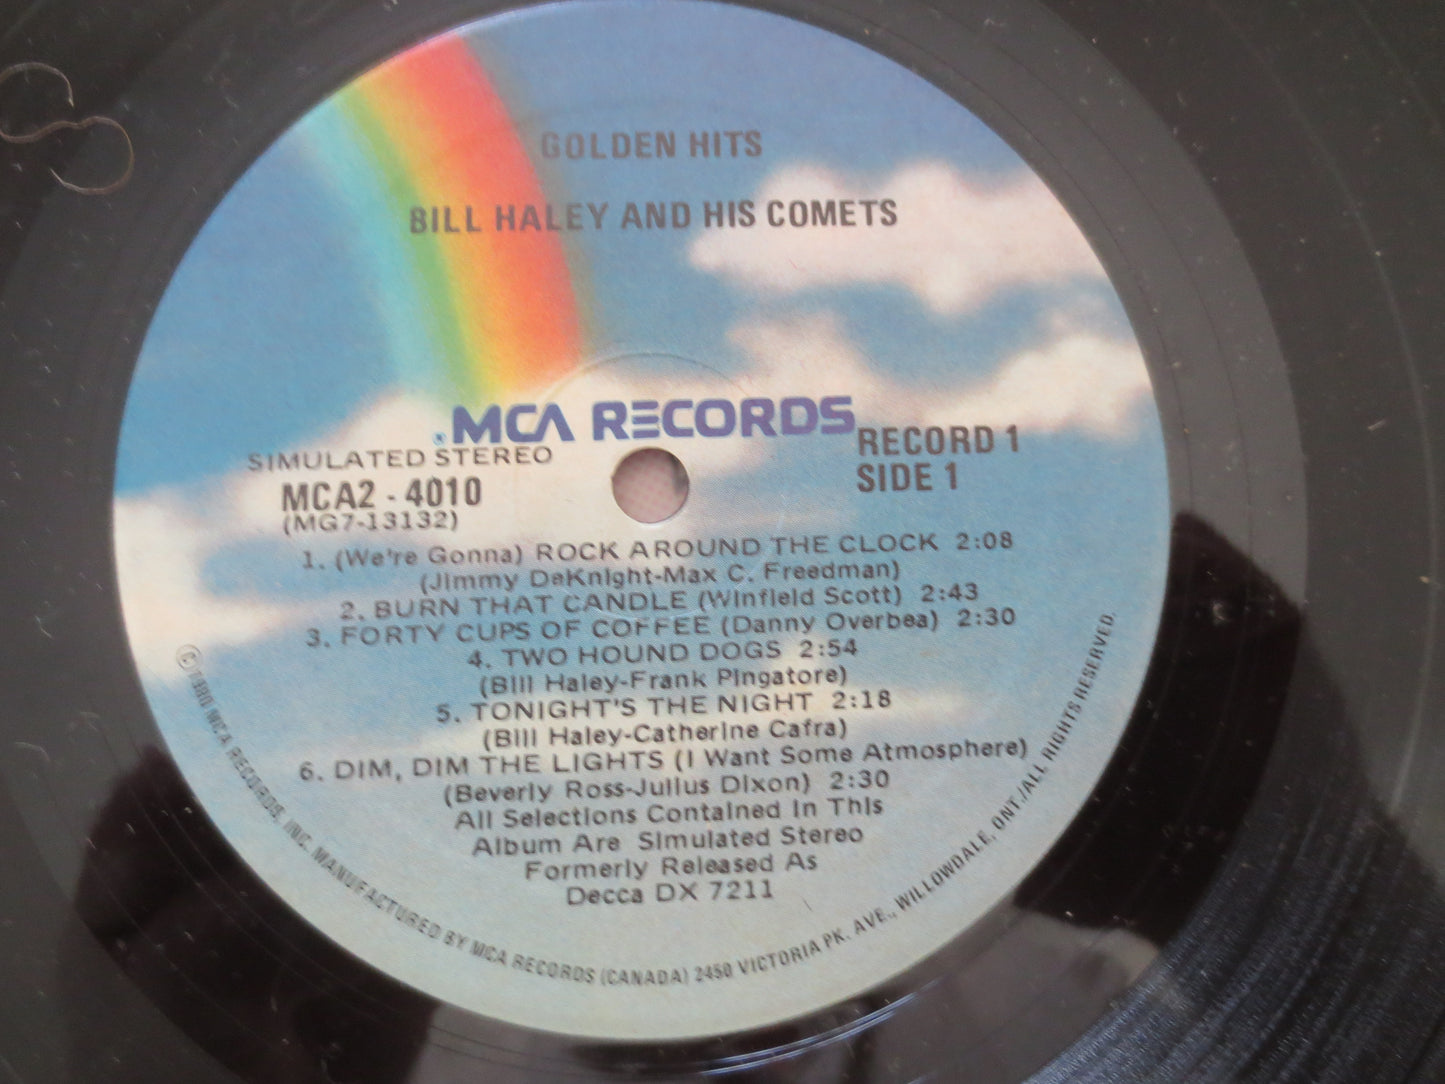 GOLDEN HITS
BILL HALEY AND HIS COMETS
® MCA RECORDS
SIMULATED STEREO
MCA2 - 4010
(MG7-13132)
RECORD 1
SIDE 1
1. (We're Gonna) ROCK AROUND THE CLOCK 2:08
(Jimmy DeKnight-Max C. Freedman)
2. BURN THAT CANDLE (Winfield Scott) 2:43
3. FORTY CUPS OF COFFEE (Danny Overbea) 2:30
4. TWO HOUND DOGS 2:54
(Bill Haley-Frank Pingatore)
5. TONIGHT'S THE NIGHT 2:18
(Bill Haley-Catherine Cafra)
6. DIM, DIM THE LIGHTS (I Want Some Atmosphere)
(Beverly Ross-Julius Dixon) 2:30
All Selections Contained In This
Album Are Simulated Stereo
Formerly Released As
Decca DX 7211
©1980 MCA RECORDS, INC. MANUFACTURED BY MCA RECORDS (CANADA) 2450 VICTORIA PK. AVE., WILLOWDALE, ONT./ALL RIGHTS RESERVED.